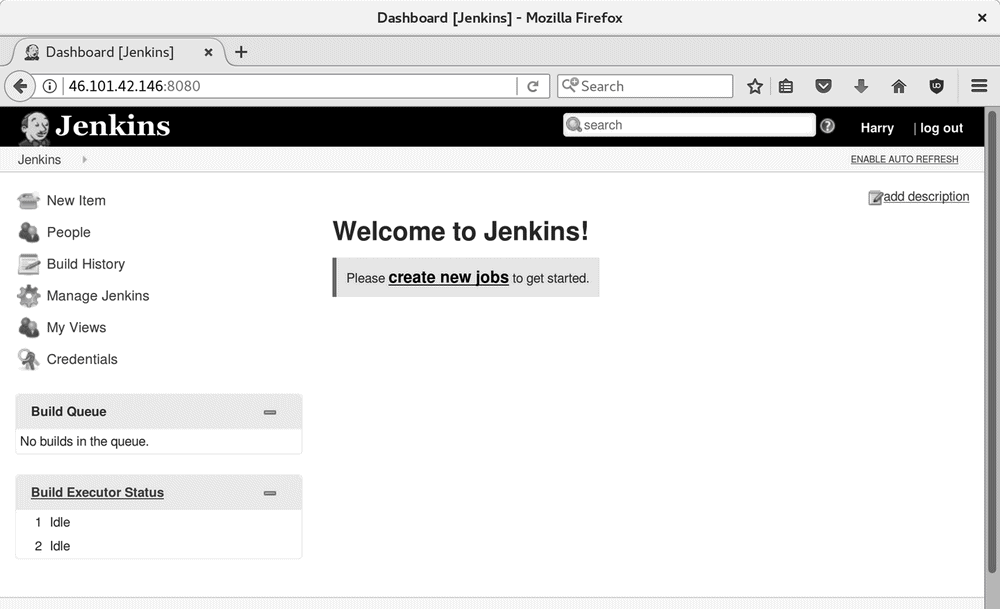 Dashboard [Jenkins] - Mozilla Firefox
Dashboard [Jenkins]
46.101.42.146:8080
Search
Jenkins
search
Harry | log out
Jenkins
ENABLE AUTO REFRESH
add description
New Item
People
Build History
Manage Jenkins
My Views
Credentials
Welcome to Jenkins!
Please create new jobs to get started.
Build Queue
No builds in the queue.
Build Executor Status
1 Idle
2 Idle